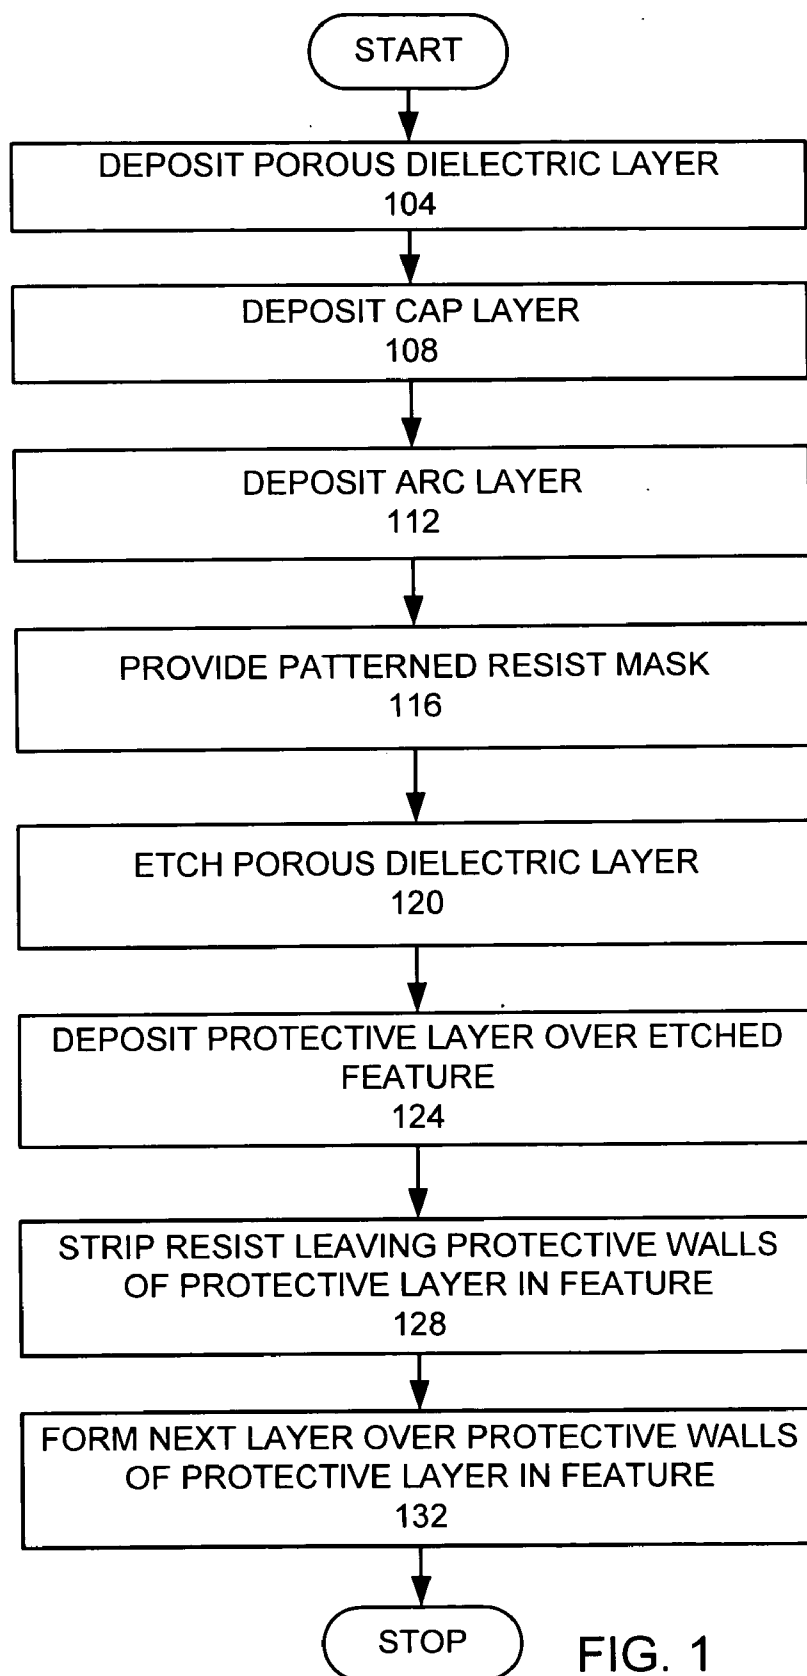 START
DEPOSIT POROUS DIELECTRIC LAYER
104
DEPOSIT CAP LAYER
108
DEPOSIT ARC LAYER
112
PROVIDE PATTERNED RESIST MASK
116
ETCH POROUS DIELECTRIC LAYER
120
DEPOSIT PROTECTIVE LAYER OVER ETCHED
FEATURE
124
STRIP RESIST LEAVING PROTECTIVE WALLS
OF PROTECTIVE LAYER IN FEATURE
128
FORM NEXT LAYER OVER PROTECTIVE WALLS
OF PROTECTIVE LAYER IN FEATURE
132
STOP
FIG. 1